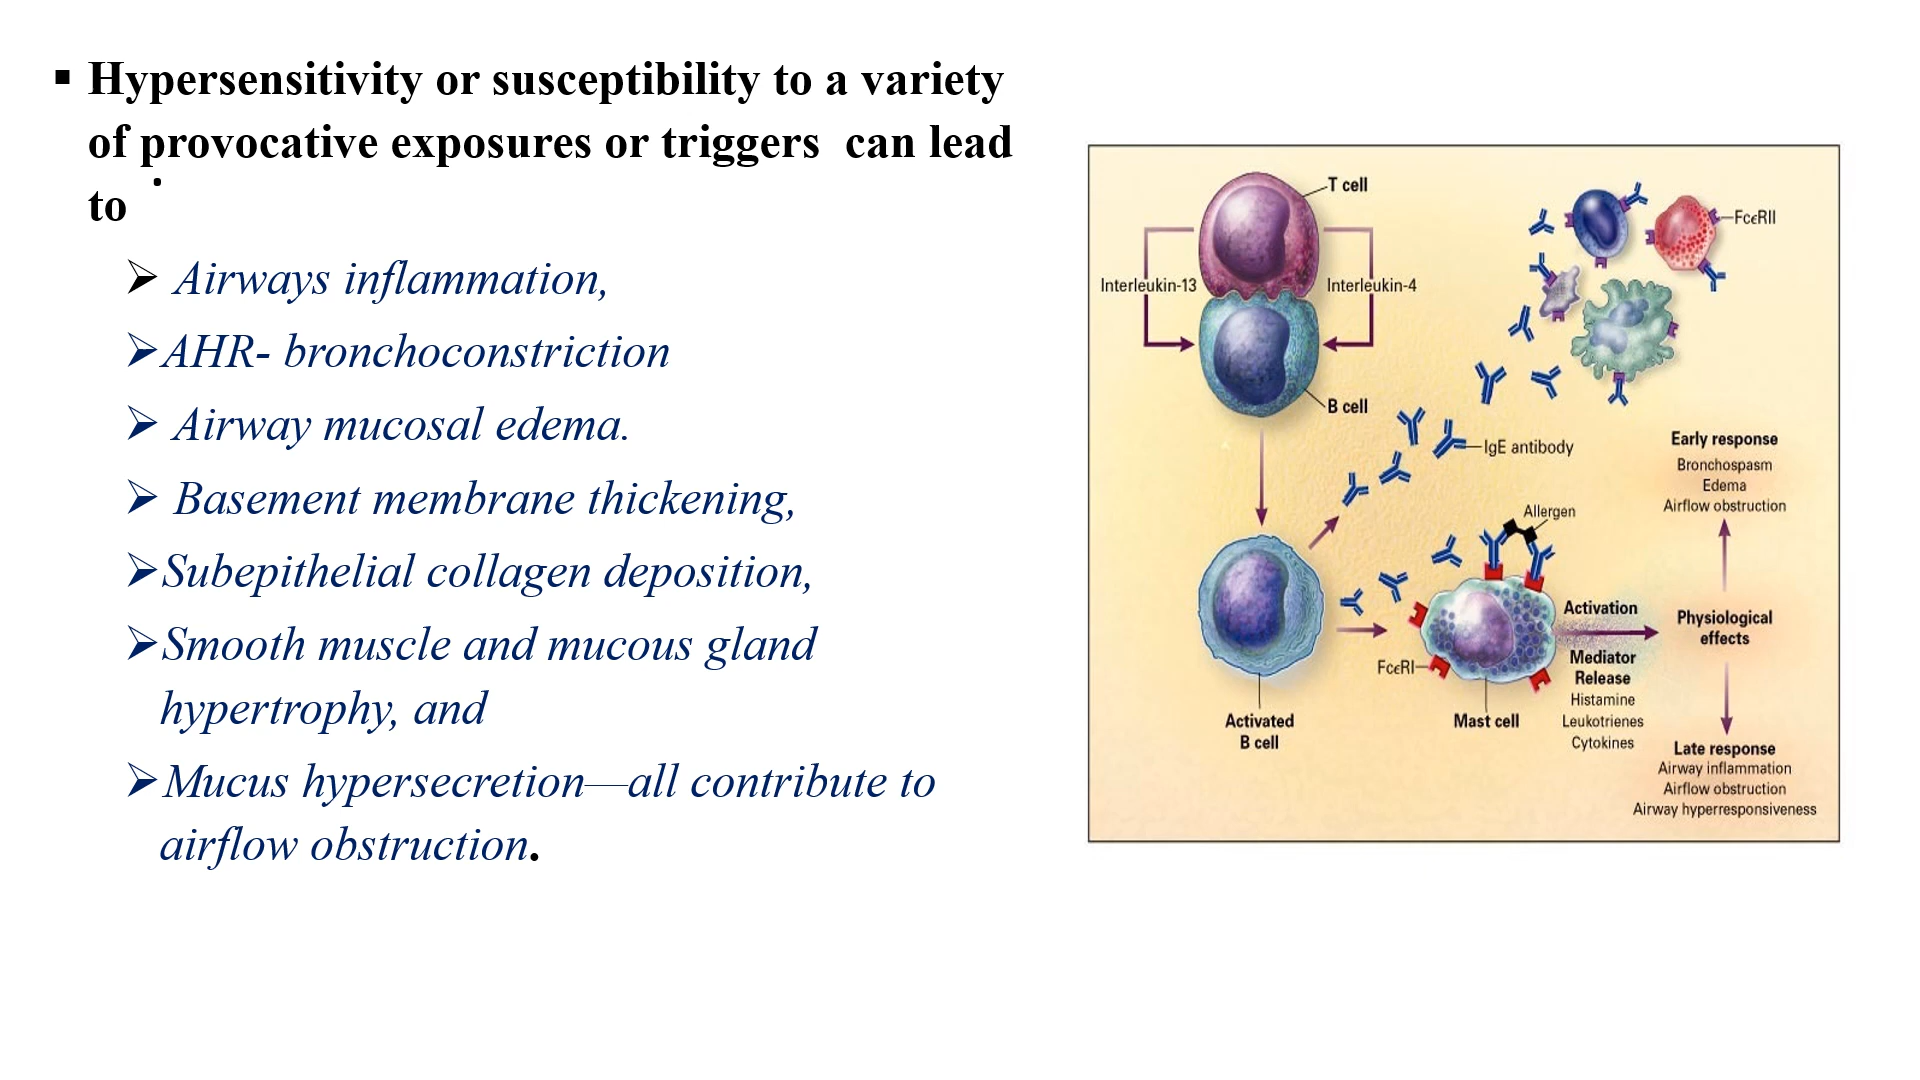 ▪ Hypersensitivity or susceptibility to a variety
of provocative exposures or triggers  can lead
to
.
➢ Airways inflammation,
➢AHR- bronchoconstriction
➢ Airway mucosal edema.
➢ Basement membrane thickening,
➢Subepithelial collagen deposition,
➢Smooth muscle and mucous gland
hypertrophy, and
➢Mucus hypersecretion—all contribute to
airflow obstruction.
T cell
FcεRII
Interleukin-13
Interleukin-4
B cell
IgE antibody
Early response
Bronchospasm
Edema
Airflow obstruction
Allergen
Activation
Physiological
effects
FcεRI
Mediator
Release
Histamine
Leukotrienes
Cytokines
Activated
B cell
Mast cell
Late response
Airway inflammation
Airflow obstruction
Airway hyperresponsiveness